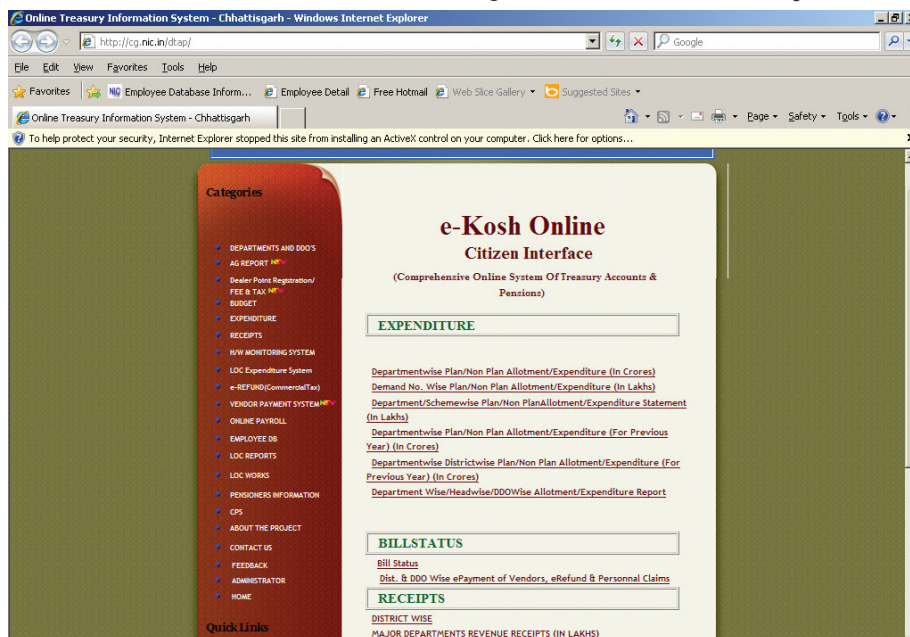 Online Treasury Information System - Chhattisgarh - Windows Internet Explorer
http://cg.nic.in/dtap/
Google
File Edit View Favorites Tools Help
Favorites Employee Database Inform... Employee Detail Free Hotmail Web Slice Gallery Suggested Sites
Online Treasury Information System - Chhattisgarh
Page Safety Tools
To help protect your security, Internet Explorer stopped this site from installing an ActiveX control on your computer. Click here for options...
Categories
DEPARTMENTS AND DDO'S
AG REPORT NEW
Dealer Point Registration/
FEE & TAX NEW
BUDGET
EXPENDITURE
RECEIPTS
H/W MONITORING SYSTEM
LOC Expenditure System
e-REFUND(CommercialTax)
VENDOR PAYMENT SYSTEM NEW
ONLINE PAYROLL
EMPLOYEE DB
LOC REPORTS
LOC WORKS
PENSIONERS INFORMATION
CPS
ABOUT THE PROJECT
CONTACT US
FEEDBACK
ADMINISTRATOR
HOME
Quick Links
e-Kosh Online
Citizen Interface
(Comprehensive Online System Of Treasury Accounts &
Pensions)
EXPENDITURE
Departmentwise Plan/Non Plan Allotment/Expenditure (In Crores)
Demand No. Wise Plan/Non Plan Allotment/Expenditure (In Lakhs)
Department/Schemewise Plan/Non PlanAllotment/Expenditure Statement
(In Lakhs)
Departmentwise Plan/Non Plan Allotment/Expenditure (For Previous
Year) (In Crores)
Departmentwise Districtwise Plan/Non Plan Allotment/Expenditure (For
Previous Year) (In Crores)
Department Wise/Headwise/DDOWise Allotment/Expenditure Report
BILLSTATUS
Bill Status
Dist. & DDO Wise ePayment of Vendors, eRefund & Personnal Claims
RECEIPTS
DISTRICT WISE
MAJOR DEPARTMENTS REVENUE RECEIPTS (IN LAKHS)